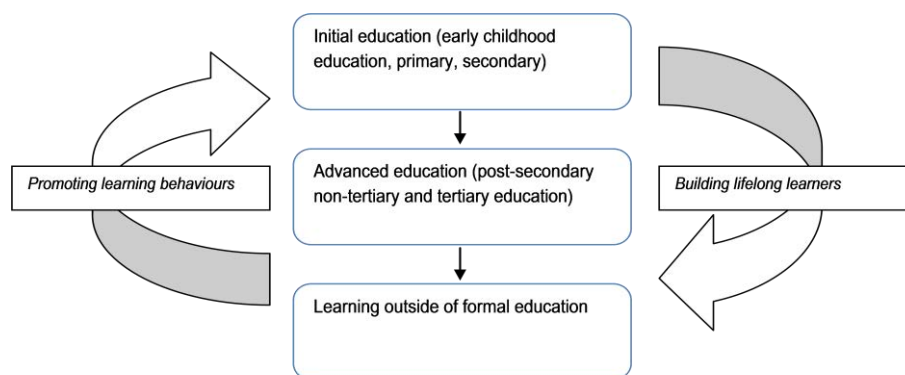 Initial education (early childhood
education, primary, secondary)
Promoting learning behaviours
Advanced education (post-secondary
non-tertiary and tertiary education)
Building lifelong learners
Learning outside of formal education